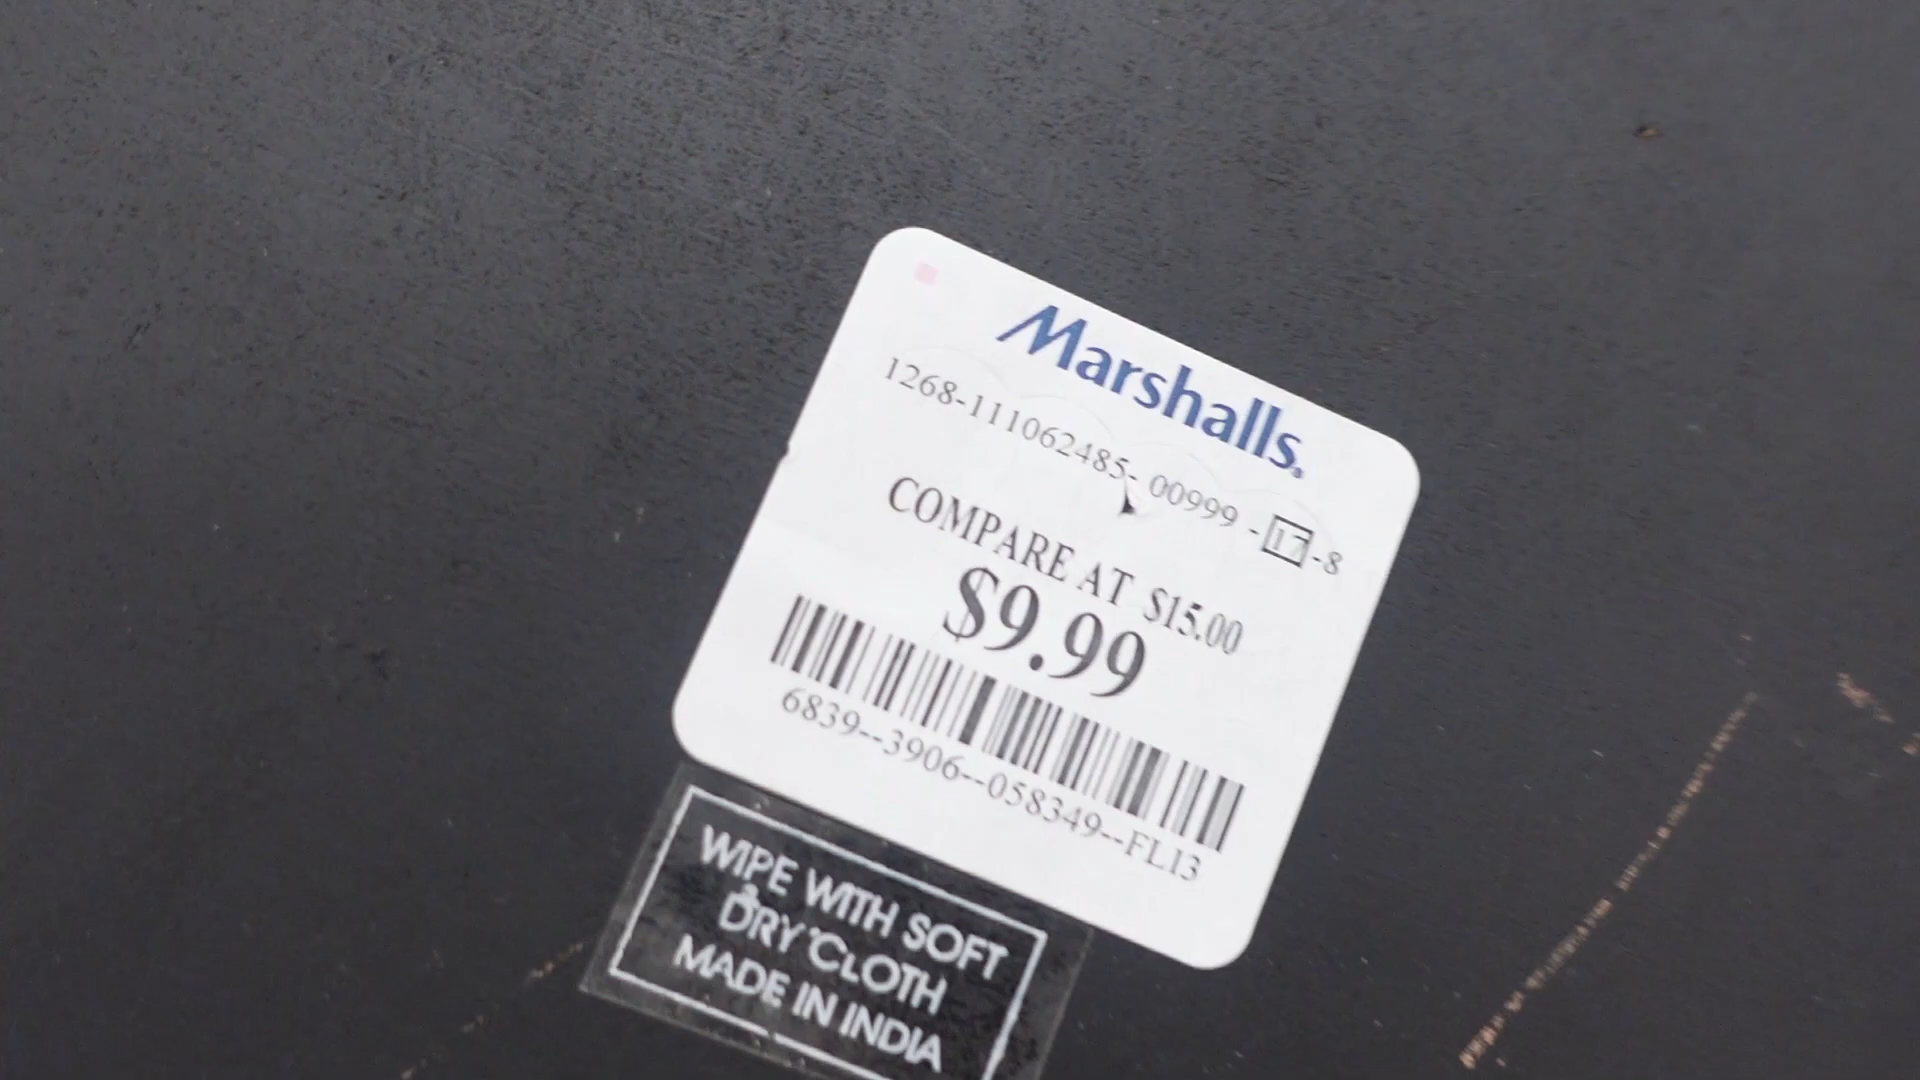 Marshalls
1268-111062485- 00999 -17-8
COMPARE AT $15.00
$9.99
6839--3906--058349--FL13
WIPE WITH SOFT
DRY CLOTH
MADE IN INDIA